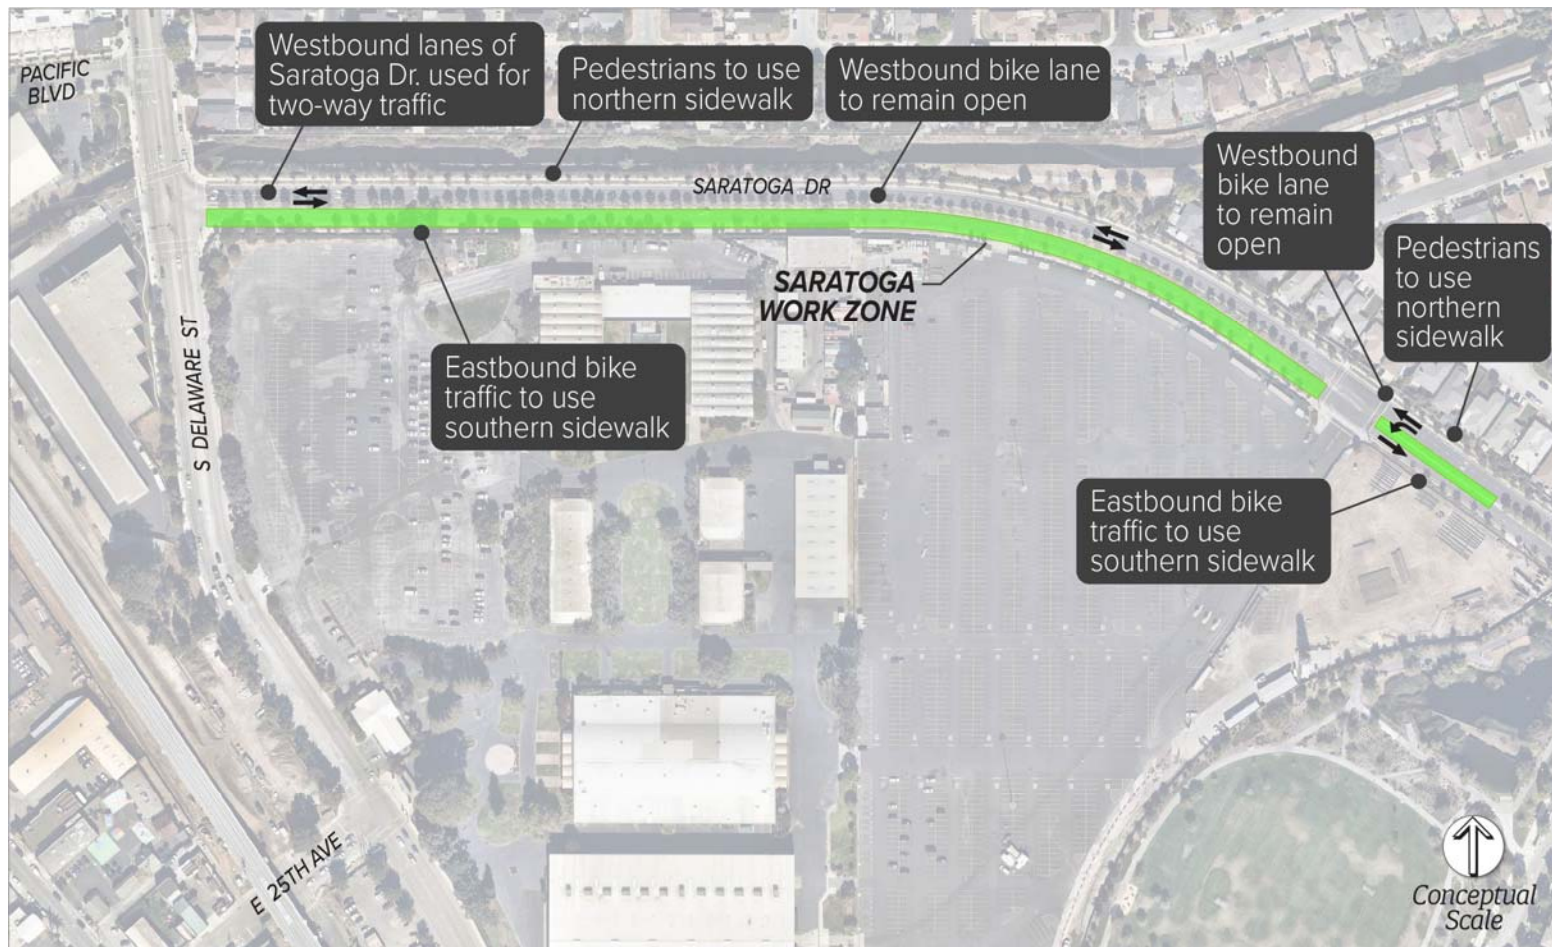 PACIFIC
BLVD
Westbound lanes of
Saratoga Dr. used for
two-way traffic
Pedestrians to use
northern sidewalk
Westbound bike lane
to remain open
Westbound
bike lane
to remain
open
Pedestrians
to use
northern
sidewalk
SARATOGA DR
SARATOGA
WORK ZONE
S DELAWARE ST
Eastbound bike
traffic to use
southern sidewalk
Eastbound bike
traffic to use
southern sidewalk
E 25TH AVE
Conceptual
Scale